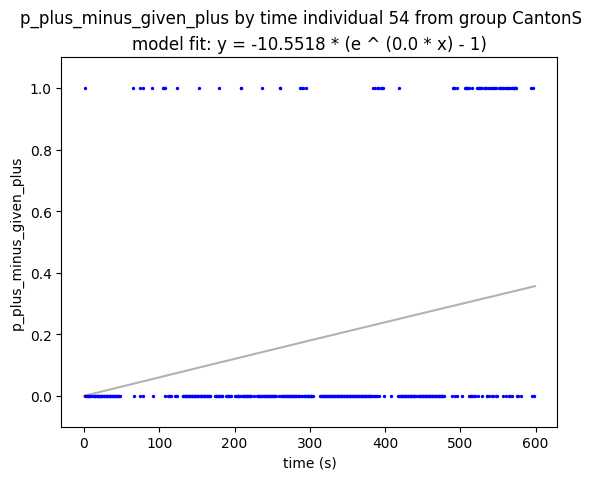 p_plus_minus_given_plus by time individual 54 from group CantonS
model fit: y = -10.5518 * (e ^ (0.0 * x) - 1)
1.0
0.8
0.6
0.4
0.2
0.0
p_plus_minus_given_plus
0 100 200 300 400 500 600
time (s)